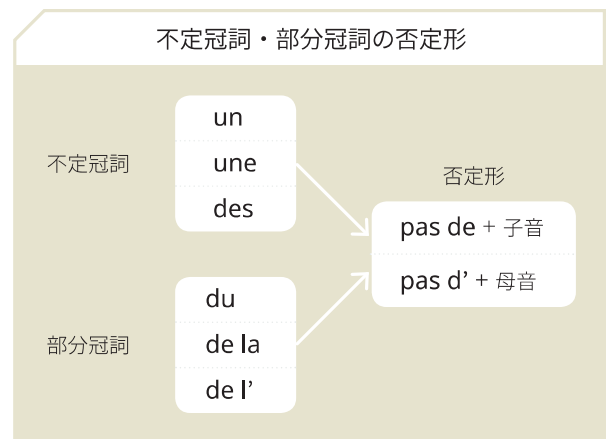 不定冠詞・部分冠詞の否定形
不定冠詞
un
une
des
否定形
pas de + 子音
pas d’ + 母音
部分冠詞
du
de la
de l’